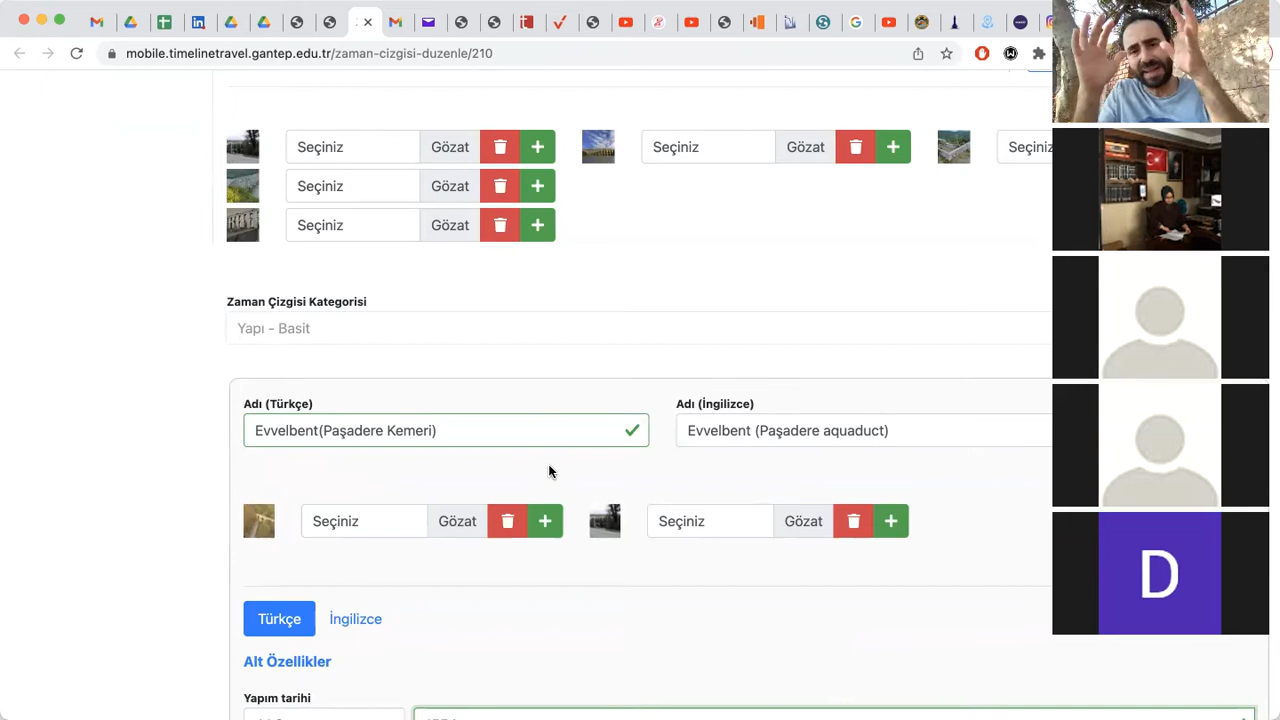 mobile.timelinetravel.gantep.edu.tr/zaman-cizgisi-duzenle/210
Seçiniz Gözat Seçiniz Gözat Seçiniz
Seçiniz Gözat
Seçiniz Gözat
Zaman Çizgisi Kategorisi
Yapı - Basit
Adı (Türkçe) Adı (İngilizce)
Evvelbent(Paşadere Kemeri) Evvelbent (Paşadere aquaduct)
Seçiniz Gözat Seçiniz Gözat
Türkçe İngilizce
Alt Özellikler
Yapım tarihi
D